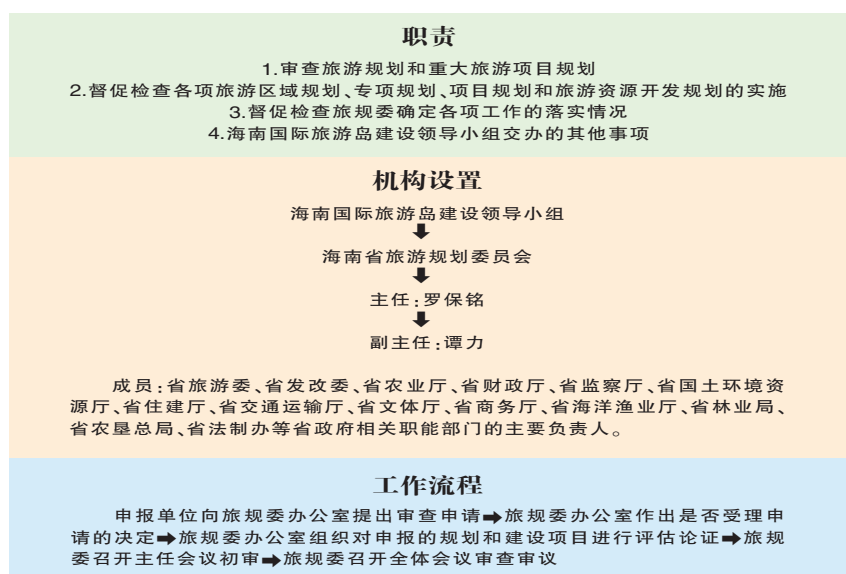 职责
1.审查旅游规划和重大旅游项目规划
2.督促检查各项旅游区域规划、专项规划、项目规划和旅游资源开发规划的实施
3.督促检查旅规委确定各项工作的落实情况
4.海南国际旅游岛建设领导小组交办的其他事项
机构设置
海南国际旅游岛建设领导小组
海南省旅游规划委员会
主任:罗保铭
副主任:谭力
成员:省旅游委、省发改委、省农业厅、省财政厅、省监察厅、省国土环境资
源厅、省住建厅、省交通运输厅、省文体厅、省商务厅、省海洋渔业厅、省林业局、
省农垦总局、省法制办等省政府相关职能部门的主要负责人。
工作流程
申报单位向旅规委办公室提出审查申请➡旅规委办公室作出是否受理申
请的决定➡旅规委办公室组织对申报的规划和建设项目进行评估论证➡旅规
委召开主任会议初审➡旅规委召开全体会议审查审议